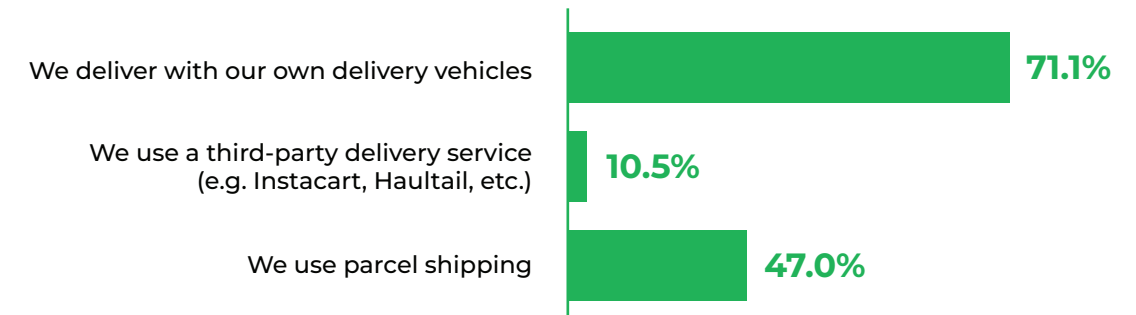 We deliver with our own delivery vehicles
71.1%
We use a third-party delivery service
(e.g. Instacart, Haultail, etc.)
10.5%
We use parcel shipping
47.0%